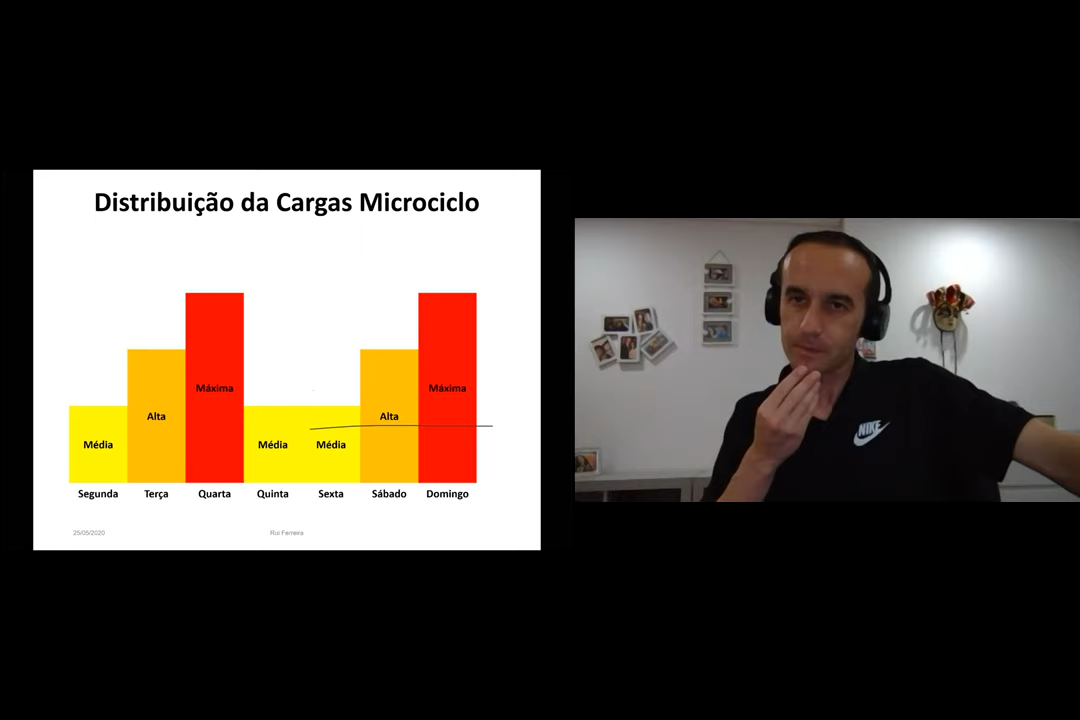 Distribuição da Cargas Microciclo
Máxima Máxima
Alta Alta
Média Média Média
Segunda Terça Quarta Quinta Sexta Sábado Domingo
25/05/2020 Rui Ferreira
NIKE